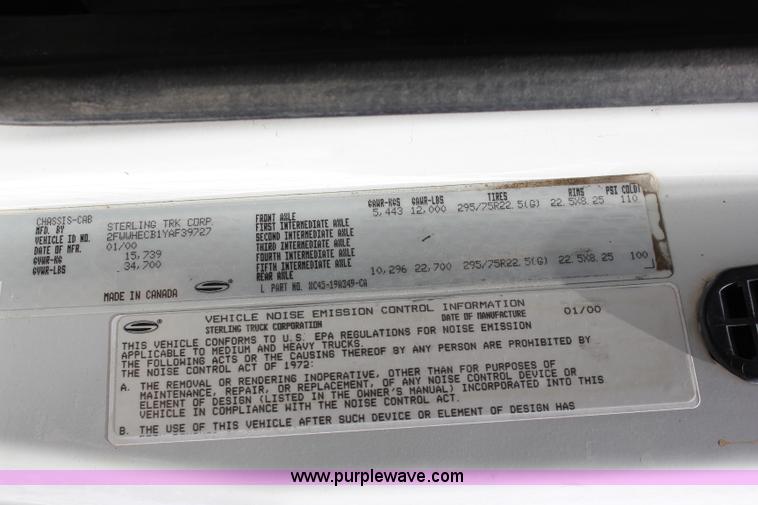 CHASSIS-CAB
MFD. BY STERLING TRK CORP.
VEHICLE ID NO. 2FWWHECB1YAF39727
DATE OF MFR. 01/00
GVWR-KG 15,739
GVWR-LBS 34,700
MADE IN CANADA
GAWR-KGS GAWR-LBS TIRES RIMS PSI COLD:
FRONT AXLE 5,443 12,000 295/75R22.5(G) 22.5X8.25 110
FIRST INTERMEDIATE AXLE
SECOND INTERMEDIATE AXLE
THIRD INTERMEDIATE AXLE
FOURTH INTERMEDIATE AXLE
FIFTH INTERMEDIATE AXLE
REAR AXLE 10,296 22,700 295/75R22.5(G) 22.5X8.25 100
L PART NO. XC45-19A249-CA
VEHICLE NOISE EMISSION CONTROL INFORMATION
STERLING TRUCK CORPORATION DATE OF MANUFACTURE 01/00
THIS VEHICLE CONFORMS TO U.S. EPA REGULATIONS FOR NOISE EMISSION
APPLICABLE TO MEDIUM AND HEAVY TRUCKS.
THE FOLLOWING ACTS OR THE CAUSING THEREOF BY ANY PERSON ARE PROHIBITED BY
THE NOISE CONTROL ACT OF 1972:
A. THE REMOVAL OR RENDERING INOPERATIVE, OTHER THAN FOR PURPOSES OF
MAINTENANCE, REPAIR, OR REPLACEMENT, OF ANY NOISE CONTROL DEVICE OR
ELEMENT OF DESIGN (LISTED IN THE OWNER'S MANUAL) INCORPORATED INTO THIS
VEHICLE IN COMPLIANCE WITH THE NOISE CONTROL ACT.
B. THE USE OF THIS VEHICLE AFTER SUCH DEVICE OR ELEMENT OF DESIGN HAS
www.purplewave.com